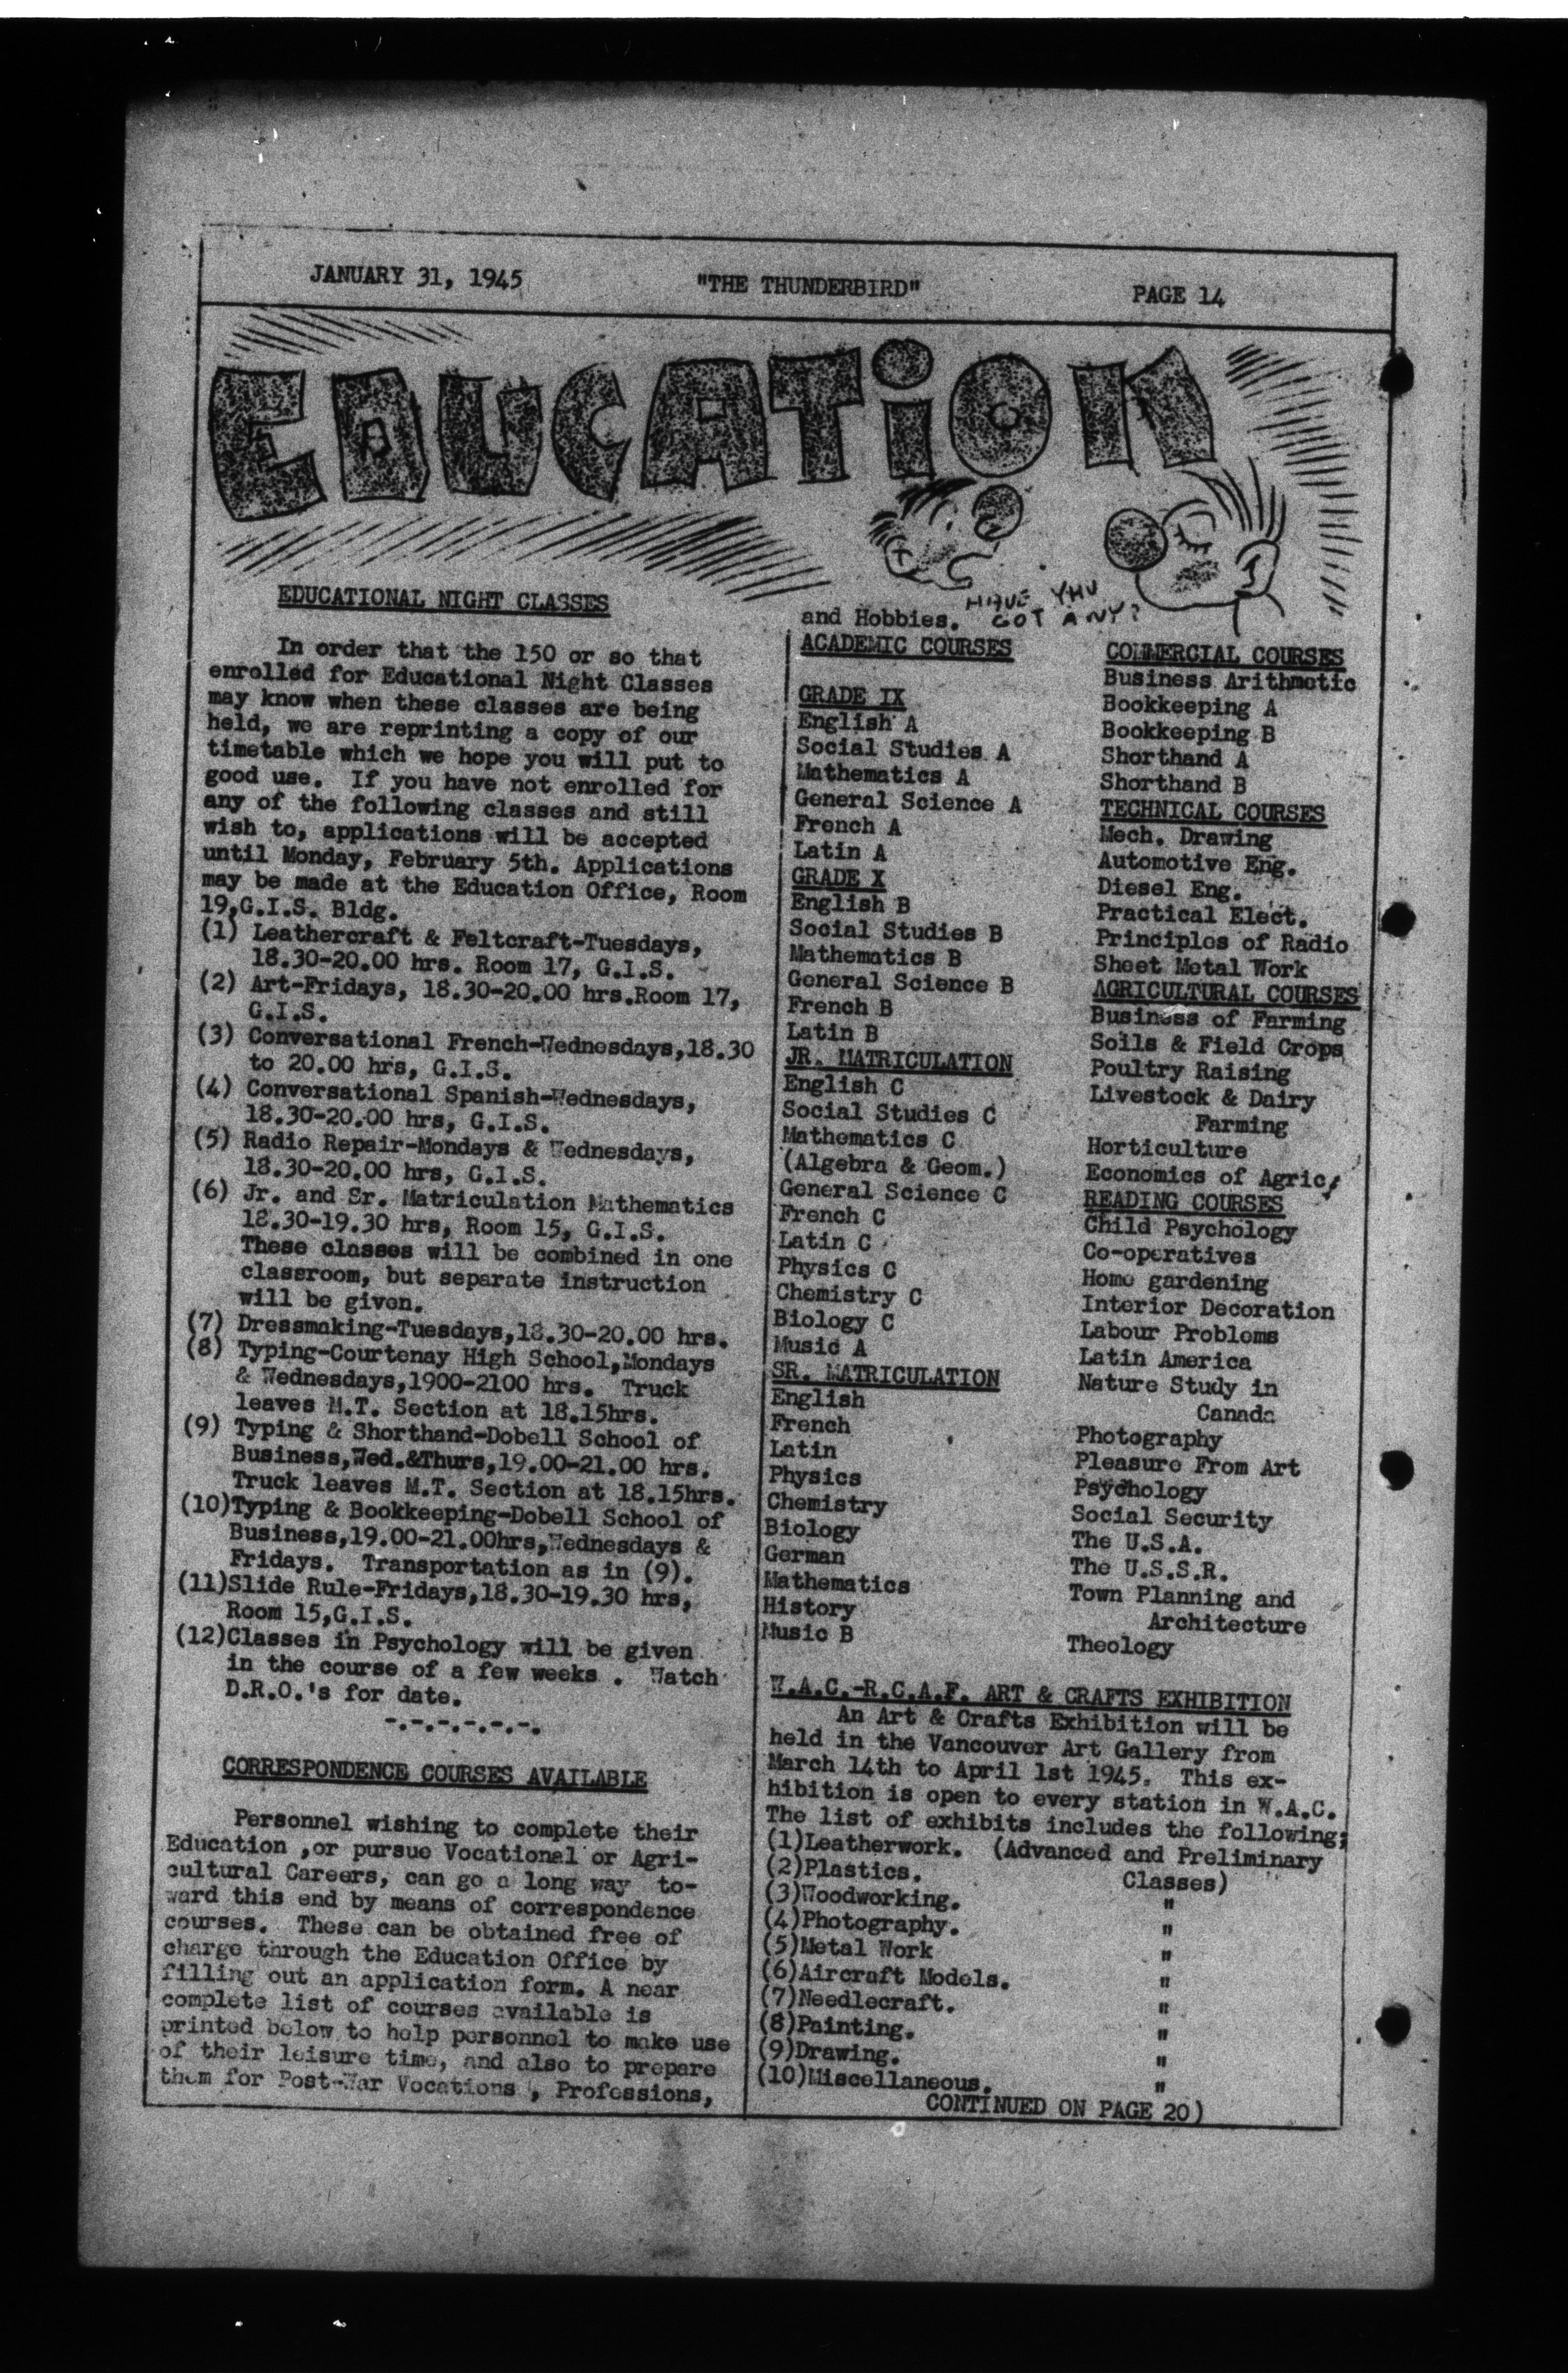 JANUARY 31, 1945 "THE THUNDERBIRD" PAGE 14
EDUCATION
HAVE YHU
GOT ANY?
EDUCATIONAL NIGHT CLASSES
In order that the 150 or so that
enrolled for Educational Night Classes
may know when these classes are being
held, we are reprinting a copy of our
timetable which we hope you will put to
good use. If you have not enrolled for
any of the following classes and still
wish to, applications will be accepted
until Monday, February 5th. Applications
may be made at the Education Office, Room
19,G.I.S. Bldg.
(1) Leathercraft & Feltcraft-Tuesdays,
18.30-20.00 hrs. Room 17, G.I.S.
(2) Art-Fridays, 18.30-20.00 hrs.Room 17,
G.I.S.
(3) Conversational French-Wednesdays,18.30
to 20.00 hrs, G.I.S.
(4) Conversational Spanish-Wednesdays,
18.30-20.00 hrs, G.I.S.
(5) Radio Repair-Mondays & Wednesdays,
18.30-20.00 hrs, G.I.S.
(6) Jr. and Sr. Matriculation Mathematics
18.30-19.30 hrs, Room 15, G.I.S.
These classes will be combined in one
classroom, but separate instruction
will be given.
(7) Dressmaking-Tuesdays,18.30-20.00 hrs.
(8) Typing-Courtenay High School,Mondays
& Wednesdays,1900-2100 hrs. Truck
leaves M.T. Section at 18.15hrs.
(9) Typing & Shorthand-Dobell School of
Business,Wed.&Thurs,19.00-21.00 hrs.
Truck leaves M.T. Section at 18.15hrs.
(10)Typing & Bookkeeping-Dobell School of
Business,19.00-21.00hrs,Wednesdays &
Fridays. Transportation as in (9).
(11)Slide Rule-Fridays,18.30-19.30 hrs,
Room 15,G.I.S.
(12)Classes in Psychology will be given
in the course of a few weeks . Watch
D.R.O.'s for date.
-.-.-.-.-.-.
CORRESPONDENCE COURSES AVAILABLE
Personnel wishing to complete their
Education ,or pursue Vocational or Agri-
cultural Careers, can go a long way to-
ward this end by means of correspondence
courses. These can be obtained free of
charge through the Education Office by
filling out an application form. A near
complete list of courses available is
printed below to help personnel to make use
of their leisure time, and also to prepare
them for Post-War Vocations , Professions,
and Hobbies.
ACADEMIC COURSES
GRADE IX
English A
Social Studies A
Mathematics A
General Science A
French A
Latin A
GRADE X
English B
Social Studies B
Mathematics B
General Science B
French B
Latin B
JR. MATRICULATION
English C
Social Studies C
Mathematics C
(Algebra & Geom.)
General Science C
French C
Latin C
Physics C
Chemistry C
Biology C
Music A
SR. MATRICULATION
English
French
Latin
Physics
Chemistry
Biology
German
Mathematics
History
Music B
COMMERCIAL COURSES
Business Arithmetic
Bookkeeping A
Bookkeeping B
Shorthand A
Shorthand B
TECHNICAL COURSES
Mech. Drawing
Automotive Eng.
Diesel Eng.
Practical Elect.
Principles of Radio
Sheet Metal Work
AGRICULTURAL COURSES
Business of Farming
Soils & Field Crops
Poultry Raising
Livestock & Dairy
Farming
Horticulture
Economics of Agric,
READING COURSES
Child Psychology
Co-operatives
Home gardening
Interior Decoration
Labour Problems
Latin America
Nature Study in
Canada
Photography
Pleasure From Art
Psychology
Social Security
The U.S.A.
The U.S.S.R.
Town Planning and
Architecture
Theology
W.A.C.-R.C.A.F. ART & CRAFTS EXHIBITION
An Art & Crafts Exhibition will be
held in the Vancouver Art Gallery from
March 14th to April 1st 1945. This ex-
hibition is open to every station in W.A.C.
The list of exhibits includes the following;
(1)Leatherwork. (Advanced and Preliminary
(2)Plastics. Classes)
(3)Woodworking. "
(4)Photography. "
(5)Metal Work "
(6)Aircraft Models. "
(7)Needlecraft. "
(8)Painting. "
(9)Drawing. "
(10)Miscellaneous. "
CONTINUED ON PAGE 20)